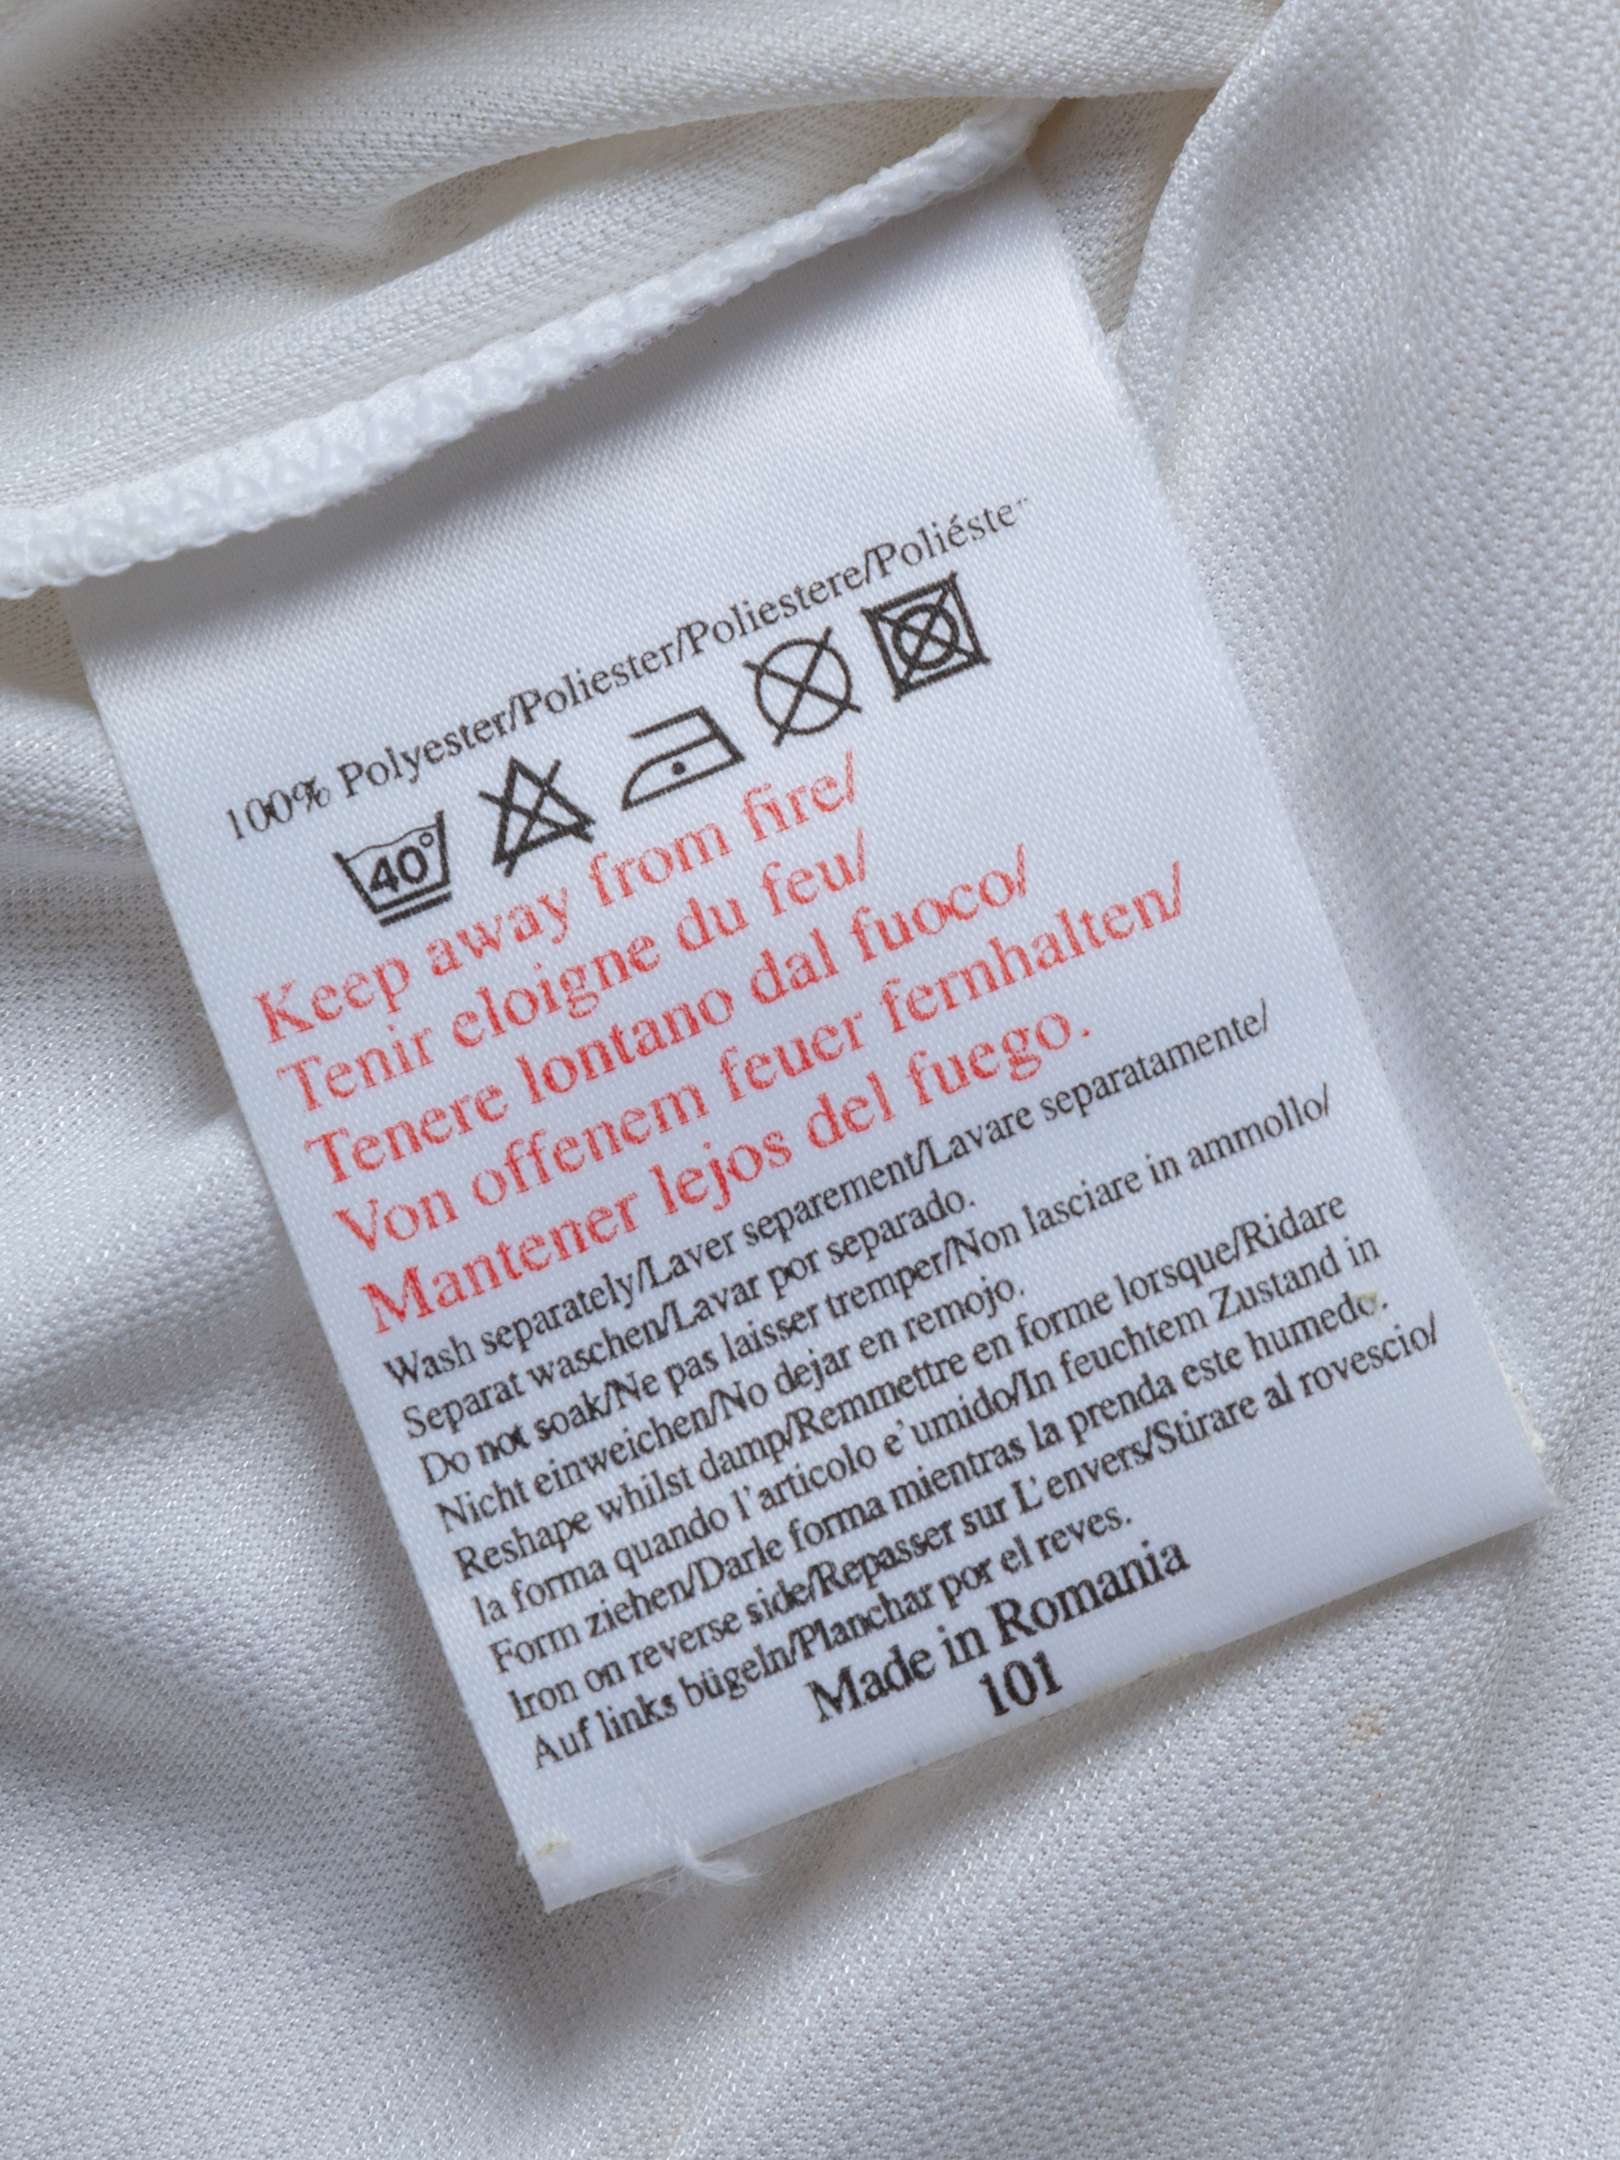 100% Polyester/Poliester/Poliestere/Poliéster
40°
Keep away from fire/
Tenir eloigne du feu/
Tenere lontano dal fuoco/
Von offenem feuer fernhalten/
Mantener lejos del fuego.
Wash separately/Laver separement/Lavare separatamente/
Separat waschen/Lavar por separado.
Do not soak/Ne pas laisser tremper/Non lasciare in ammollo/
Nicht einweichen/No dejar en remojo.
Reshape whilst damp/Remmettre en forme lorsque/Ridare
la forma quando l'articolo e'umido/In feuchtem Zustand in
Form ziehen/Darle forma mientras la prenda este humedo.
Iron on reverse side/Repasser sur L'envers/Stirare al rovescio/
Auf links bügeln/Planchar por el reves.
Made in Romania
101